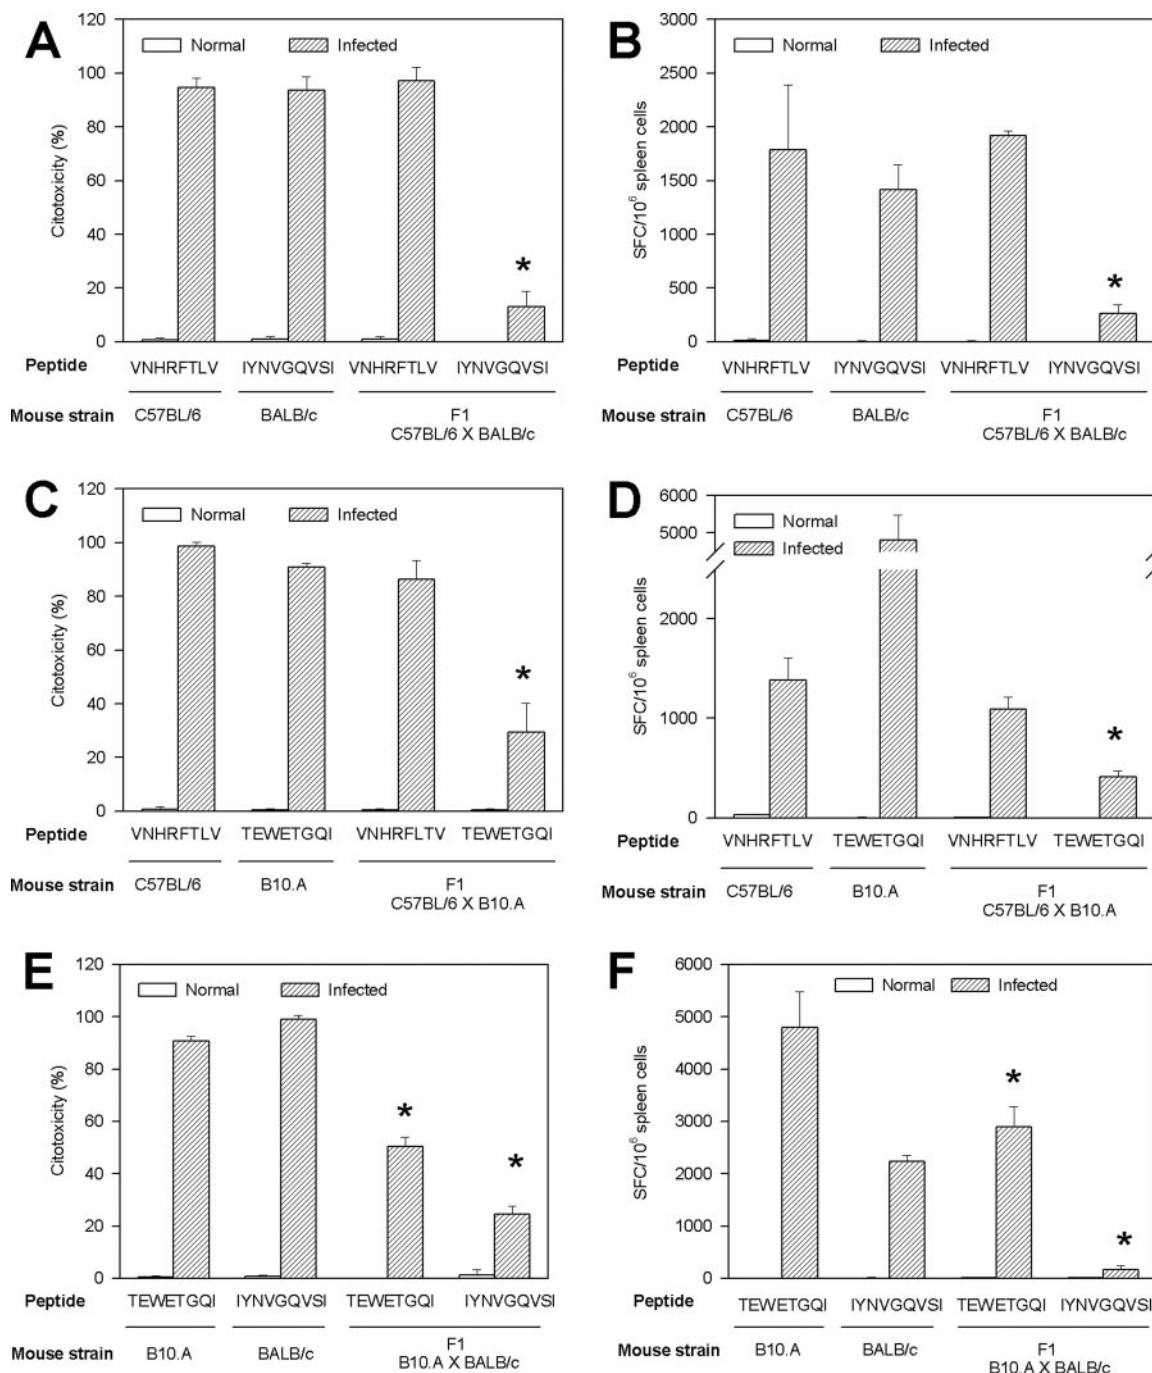 A
Normal Infected
Citotoxicity (%)
120
100
80
60
40
20
0
*
Peptide VNHRFTLV IYNVGQVSI VNHRFTLV IYNVGQVSI
Mouse strain C57BL/6 BALB/c F1
C57BL/6 X BALB/c
B
Normal Infected
SFC/10⁶ spleen cells
3000
2500
2000
1500
1000
500
0
*
Peptide VNHRFTLV IYNVGQVSI VNHRFTLV IYNVGQVSI
Mouse strain C57BL/6 BALB/c F1
C57BL/6 X BALB/c
C
Normal Infected
Citotoxicity (%)
120
100
80
60
40
20
0
*
Peptide VNHRFTLV TEWETGQI VNHRFLTV TEWETGQI
Mouse strain C57BL/6 B10.A F1
C57BL/6 X B10.A
D
Normal
Infected
SFC/10⁶ spleen cells
6000
5000
2000
1000
0
*
Peptide VNHRFTLV TEWETGQI VNHRFTLV TEWETGQI
Mouse strain C57BL/6 B10.A F1
C57BL/6 X B10.A
E
Normal Infected
Citotoxicity (%)
120
100
80
60
40
20
0
*
*
Peptide TEWETGQI IYNVGQVSI TEWETGQI IYNVGQVSI
Mouse strain B10.A BALB/c F1
B10.A X BALB/c
F
Normal Infected
SFC/10⁶ spleen cells
6000
5000
4000
3000
2000
1000
0
*
*
Peptide TEWETGQI IYNVGQVSI TEWETGQI IYNVGQVSI
Mouse strain B10.A BALB/c F1
B10.A X BALB/c